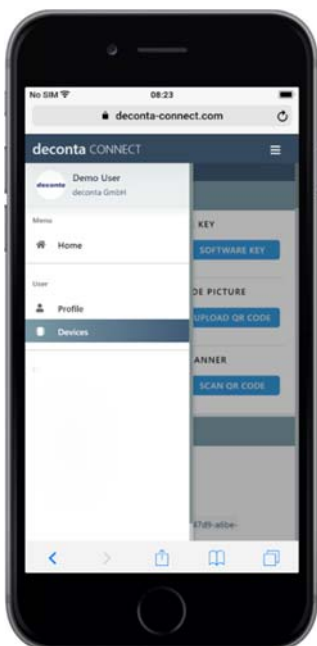 No SIM 08:23
deconta-connect.com
deconta CONNECT
deconta
Demo User
deconta GmbH
Menu
Home
User
Profile
Devices
KEY
SOFTWARE KEY
DE PICTURE
UPLOAD QR CODE
ANNER
SCAN QR CODE